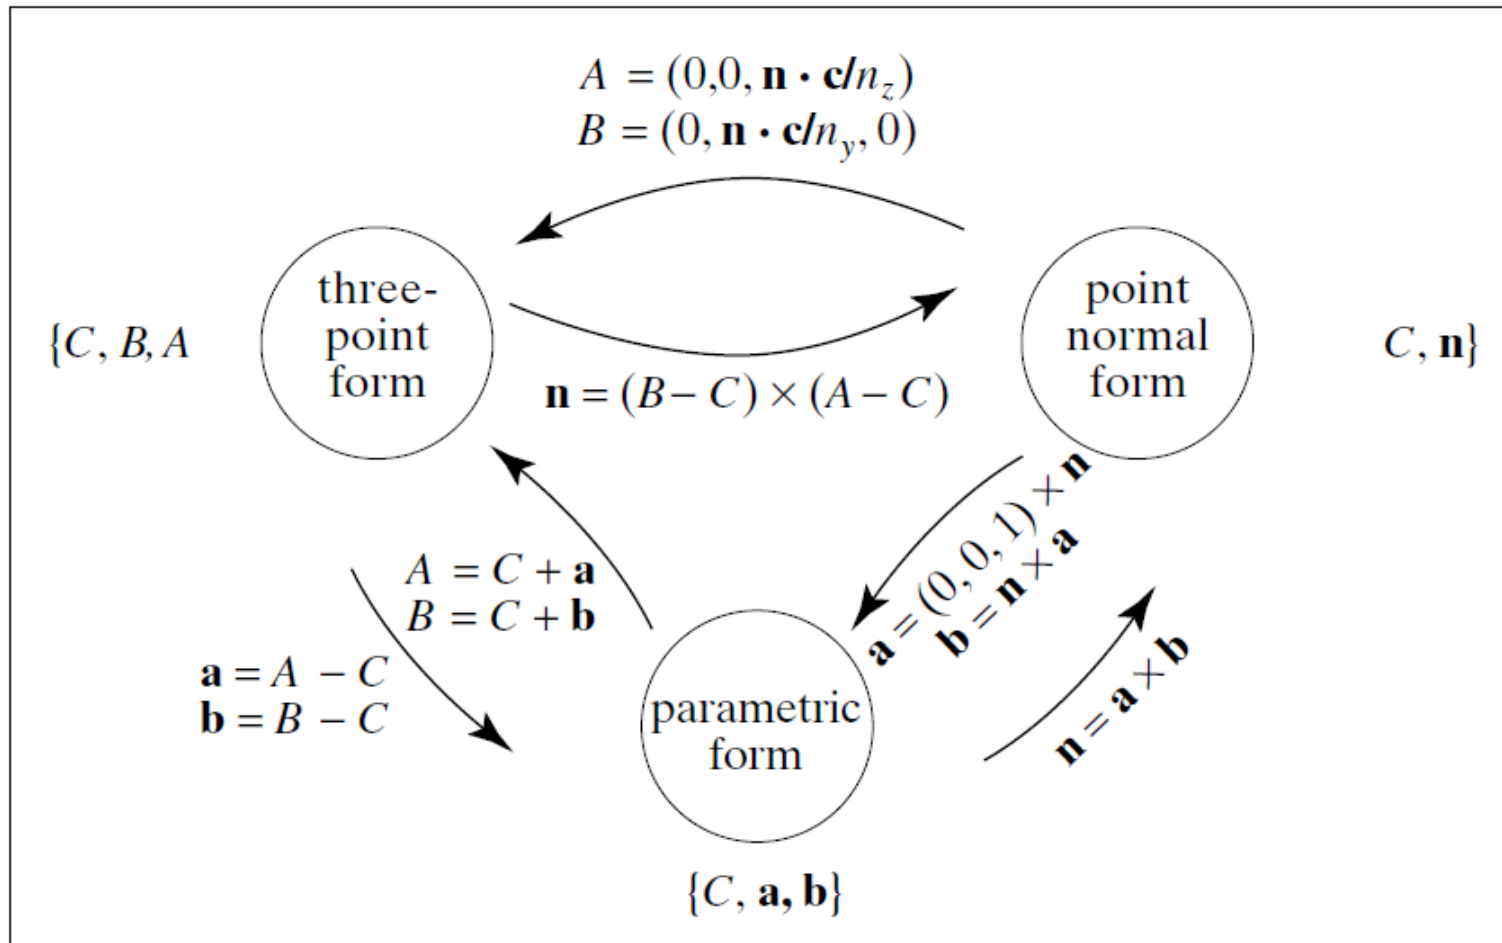 A = (0,0, n · c/n_z)
B = (0, n · c/n_y, 0)
three-
point
form
point
normal
form
{C, B, A
C, n}
n = (B – C) × (A – C)
a = (0, 0, 1) × n
b = n × a
A = C + a
B = C + b
a = A – C
b = B – C
n = a × b
parametric
form
{C, a, b}